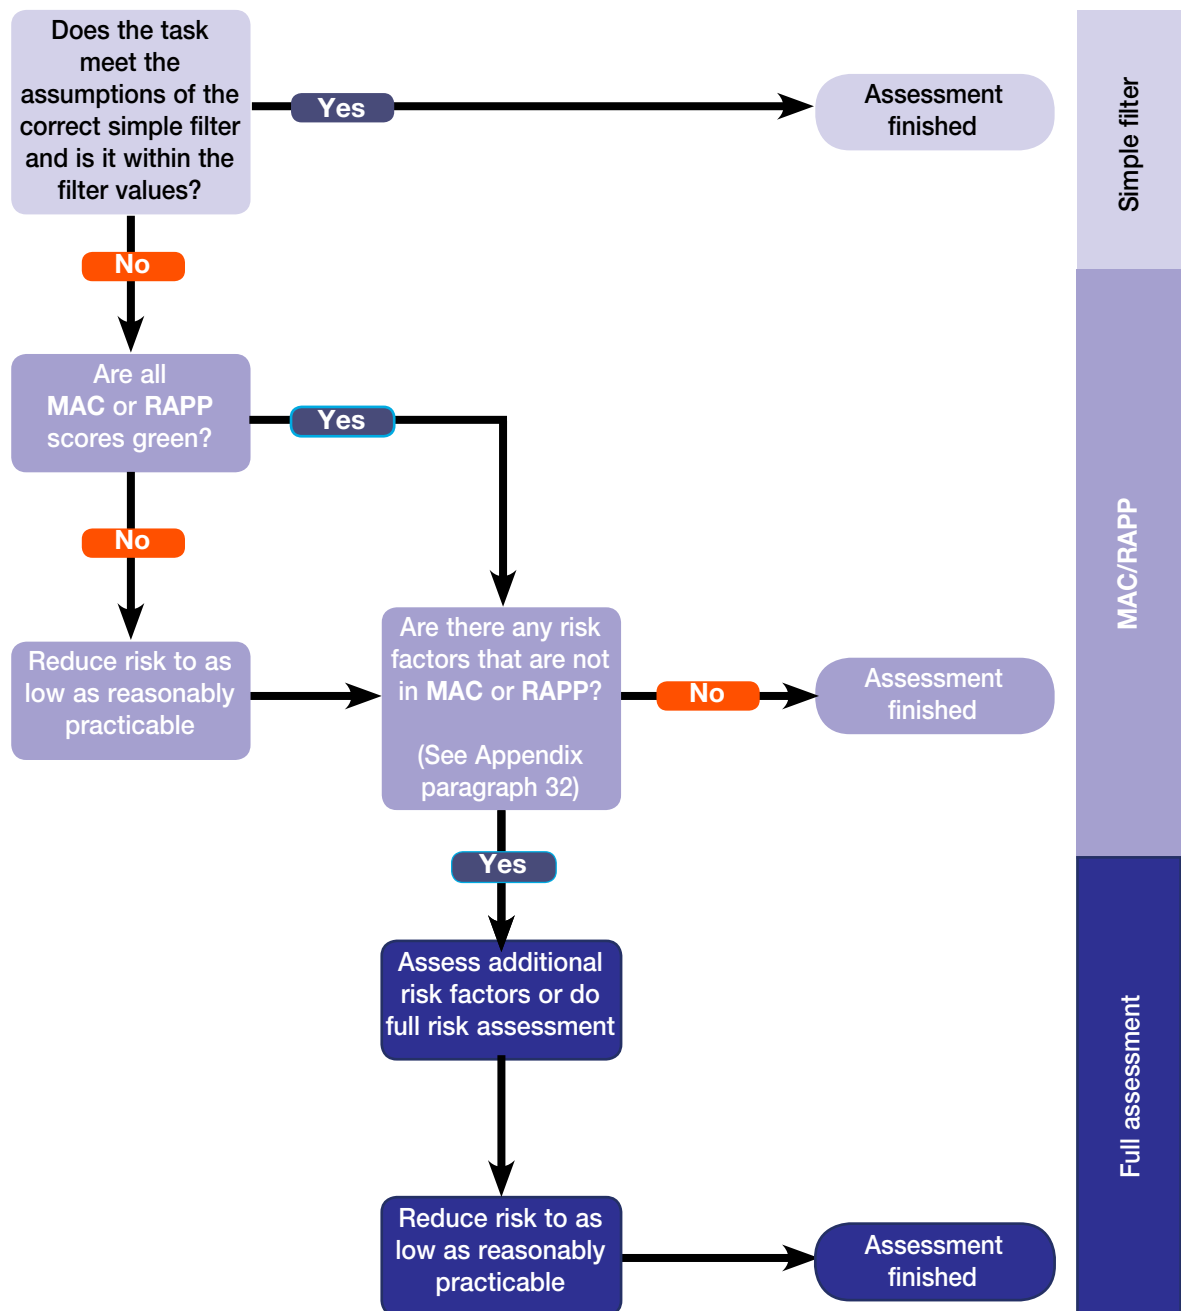 Does the task
meet the
assumptions of the
correct simple filter
and is it within the
filter values?
Yes
Assessment
finished
Simple filter
No
Are all
MAC or RAPP
scores green?
Yes
No
Reduce risk to as
low as reasonably
practicable
Are there any risk
factors that are not
in MAC or RAPP?
(See Appendix
paragraph 32)
No
Assessment
finished
MAC/RAPP
Yes
Assess additional
risk factors or do
full risk assessment
Reduce risk to as
low as reasonably
practicable
Assessment
finished
Full assessment